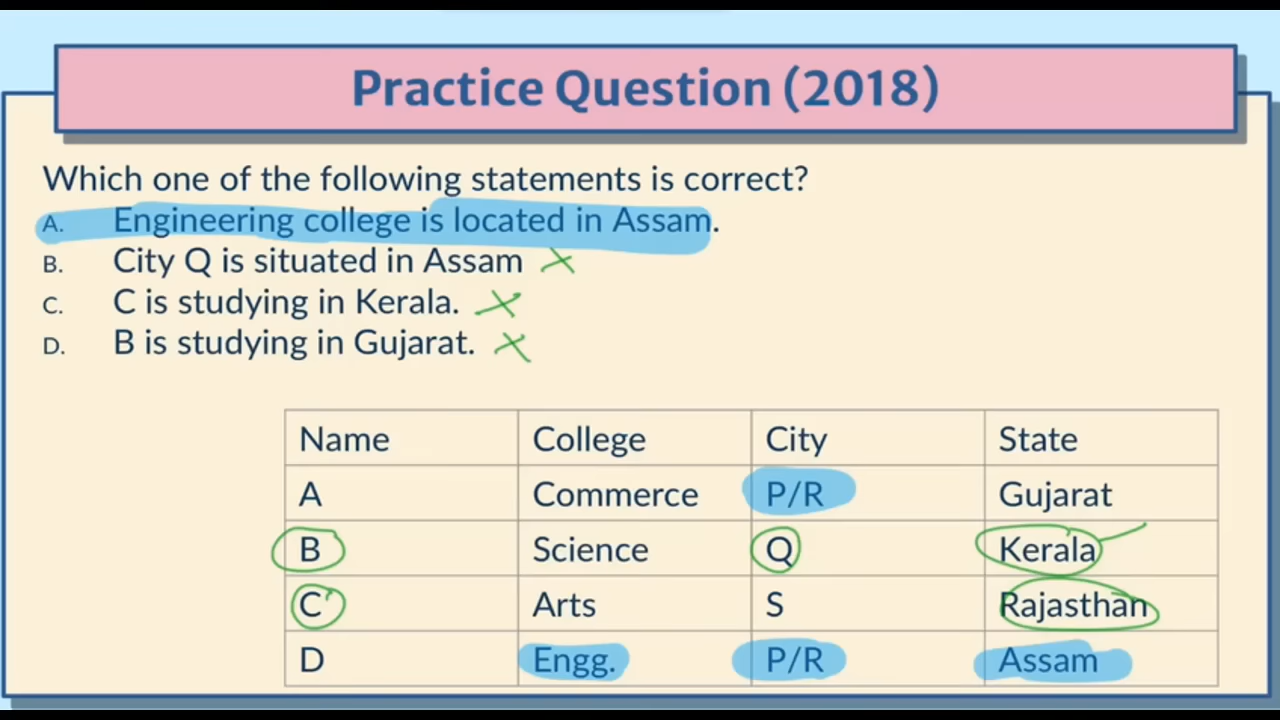 Practice Question (2018)
Which one of the following statements is correct?
A. Engineering college is located in Assam.
B. City Q is situated in Assam
C. C is studying in Kerala.
D. B is studying in Gujarat.
Name College City State
A Commerce P/R Gujarat
B Science Q Kerala
C Arts S Rajasthan
D Engg. P/R Assam